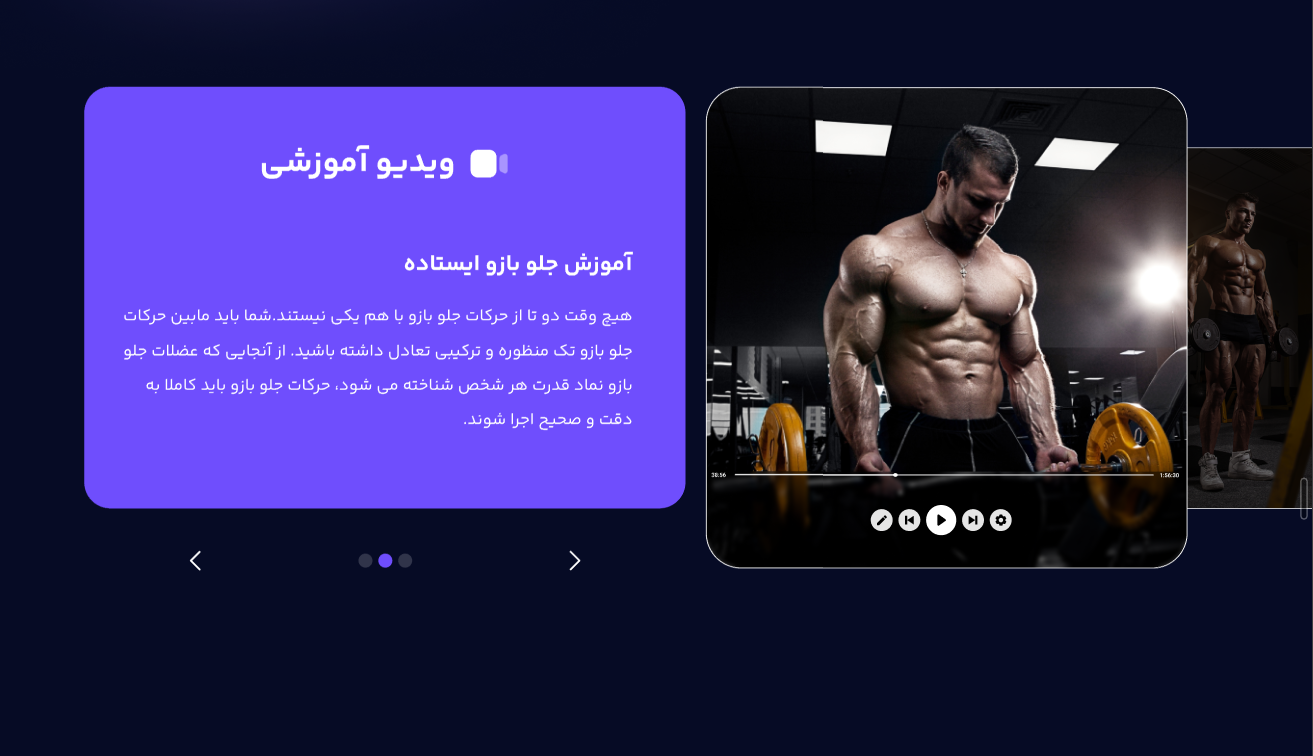 ویدیو آموزشی
آموزش جلو بازو ایستاده
هیچ وقت دو تا از حرکات جلو بازو با هم یکی نیستند.شما باید مابین حرکات
جلو بازو تک منظوره و ترکیبی تعادل داشته باشید. از آنجایی که عضلات جلو
بازو نماد قدرت هر شخص شناخته می شود، حرکات جلو بازو باید کاملا به
دقت و صحیح اجرا شوند.
38:56
1:56:30